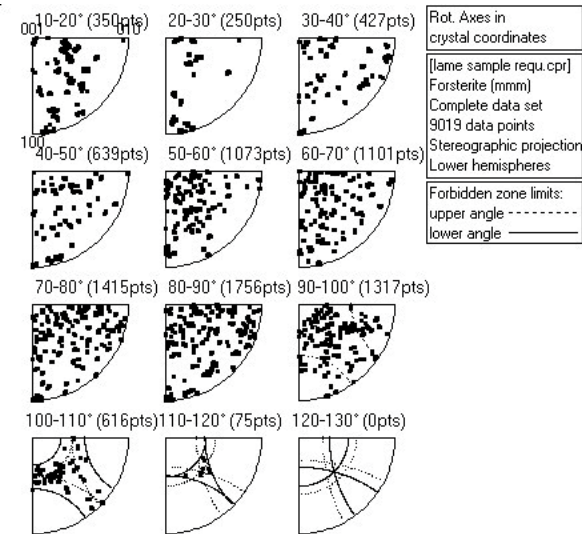 10-20° (350pts)
20-30° (250pts)
30-40° (427pts)
001
010
100
40-50° (639pts)
50-60° (1073pts)
60-70° (1101pts)
70-80° (1415pts)
80-90° (1756pts)
90-100° (1317pts)
100-110° (616pts)
110-120° (75pts)
120-130° (0pts)
Rot. Axes in
crystal coordinates
[lame sample requ.cpr]
Forsterite (mmm)
Complete data set
9019 data points
Stereographic projection
Lower hemispheres
Forbidden zone limits:
upper angle
lower angle